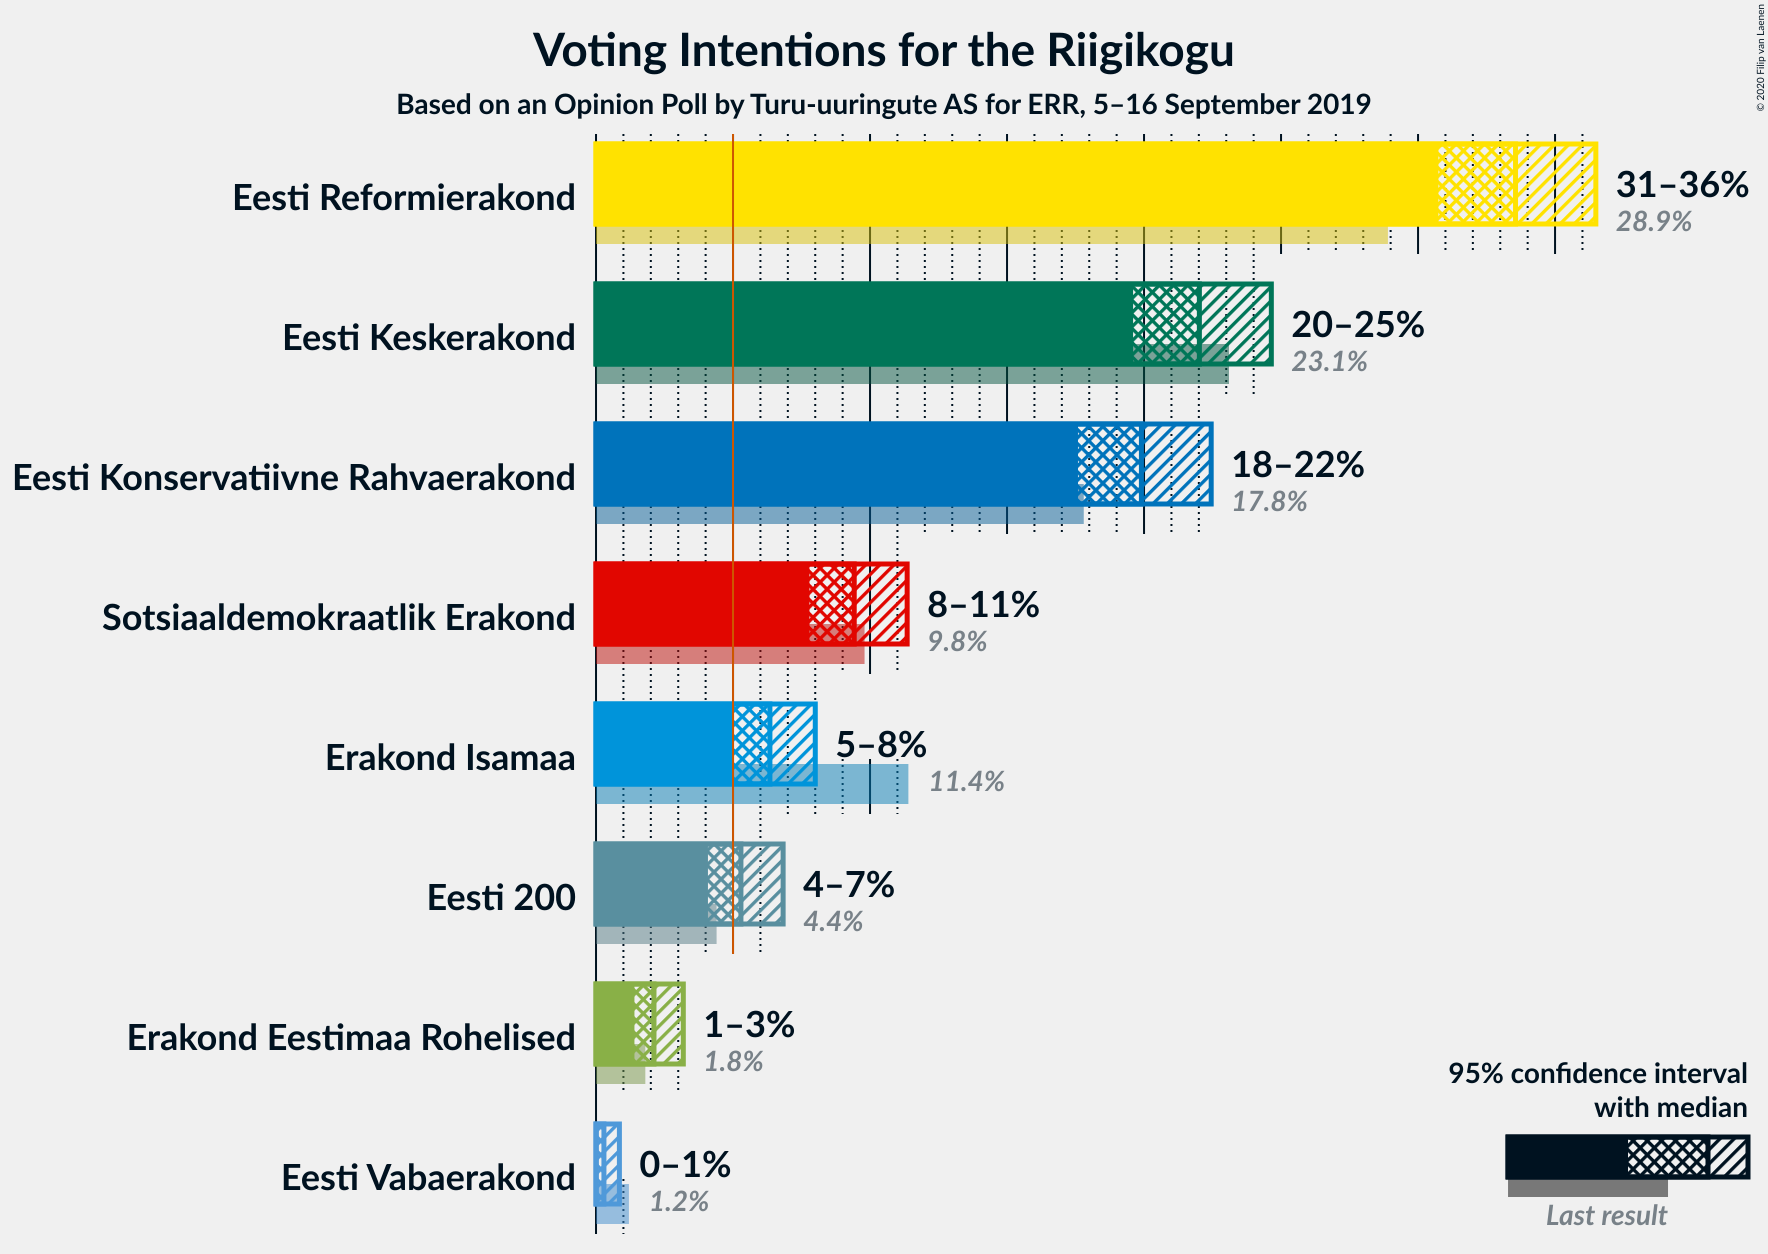 Voting Intentions for the Riigikogu
Based on an Opinion Poll by Turu-uuringute AS for ERR, 5–16 September 2019
© 2020 Filip van Laenen
Eesti Reformierakond
31–36%
28.9%
Eesti Keskerakond
20–25%
23.1%
Eesti Konservatiivne Rahvaerakond
18–22%
17.8%
Sotsiaaldemokraatlik Erakond
8–11%
9.8%
Erakond Isamaa
5–8%
11.4%
Eesti 200
4–7%
4.4%
Erakond Eestimaa Rohelised
1–3%
1.8%
Eesti Vabaerakond
0–1%
1.2%
95% confidence interval
with median
Last result